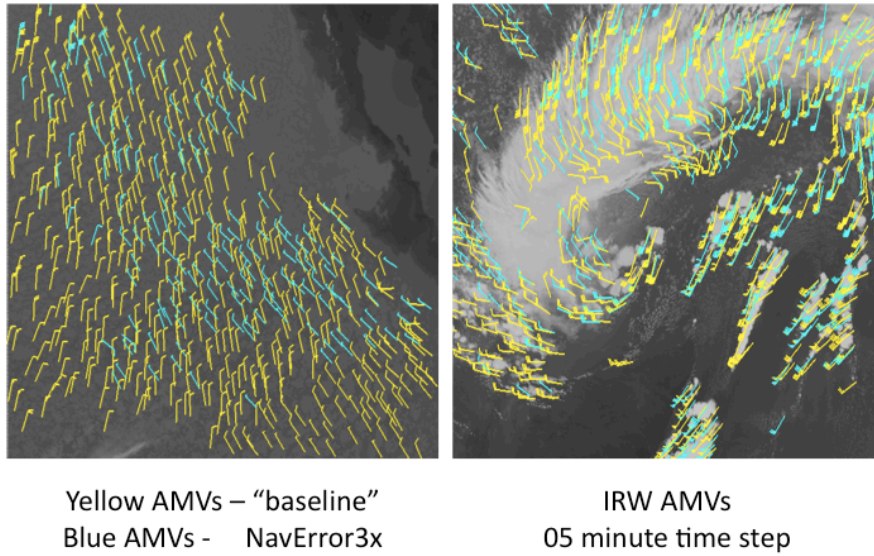 Yellow AMVs – “baseline”
Blue AMVs - NavError3x
IRW AMVs
05 minute time step